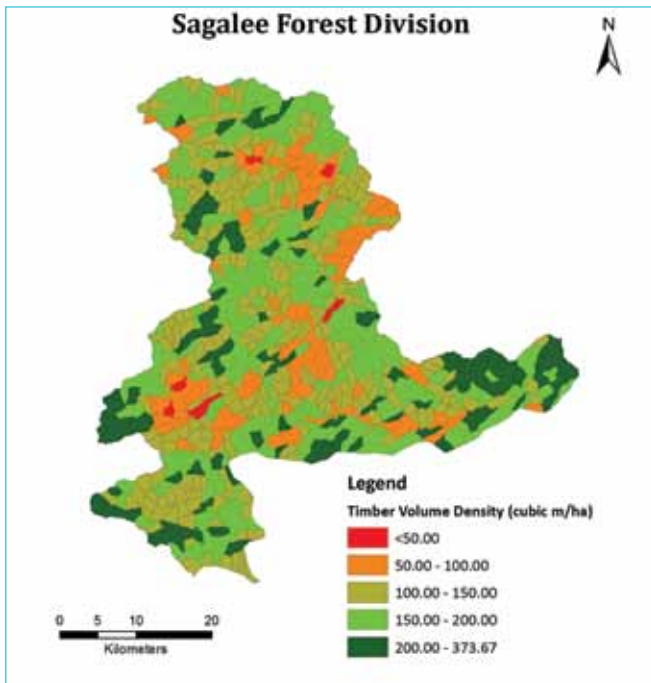 Sagalee Forest Division
N
Legend
Timber Volume Density (cubic m/ha)
<50.00
50.00 - 100.00
100.00 - 150.00
150.00 - 200.00
200.00 - 373.67
0 5 10 20
Kilometers